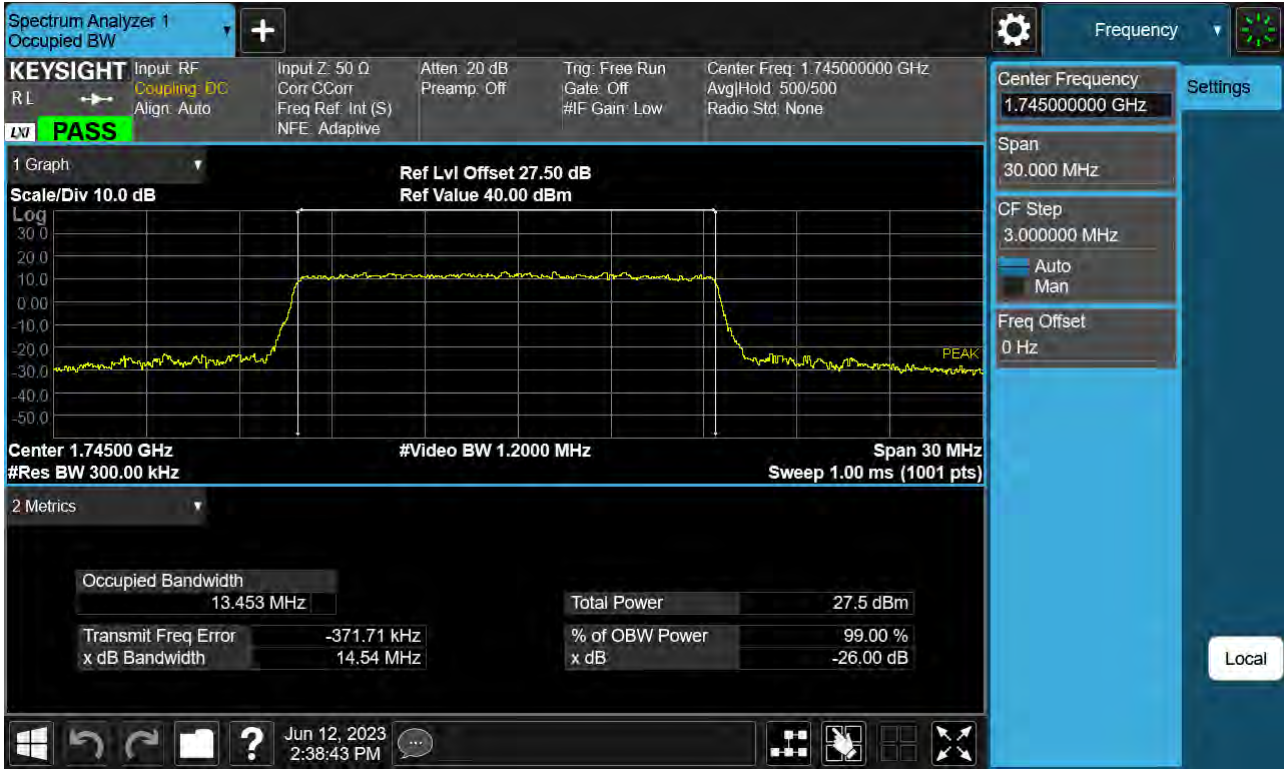 Spectrum Analyzer 1
Occupied BW
Frequency
KEYSIGHT
R L
LXI
PASS
Input: RF
Coupling: DC
Align: Auto
Input Z: 50 Ω
Corr CCorr
Freq Ref: Int (S)
NFE: Adaptive
Atten: 20 dB
Preamp: Off
Trig: Free Run
Gate: Off
#IF Gain: Low
Center Freq: 1.745000000 GHz
Avg|Hold: 500/500
Radio Std: None
Center Frequency
1.745000000 GHz
Settings
Span
30.000 MHz
CF Step
3.000000 MHz
Auto
Man
Freq Offset
0 Hz
Local
1 Graph
Scale/Div 10.0 dB
Ref Lvl Offset 27.50 dB
Ref Value 40.00 dBm
Log
30.0
20.0
10.0
0.00
-10.0
-20.0
-30.0
-40.0
-50.0
PEAK
Center 1.74500 GHz
#Video BW 1.2000 MHz
Span 30 MHz
#Res BW 300.00 kHz
Sweep 1.00 ms (1001 pts)
2 Metrics
Occupied Bandwidth
13.453 MHz
Total Power 27.5 dBm
Transmit Freq Error -371.71 kHz
% of OBW Power 99.00 %
x dB Bandwidth 14.54 MHz
x dB -26.00 dB
?
Jun 12, 2023
2:38:43 PM